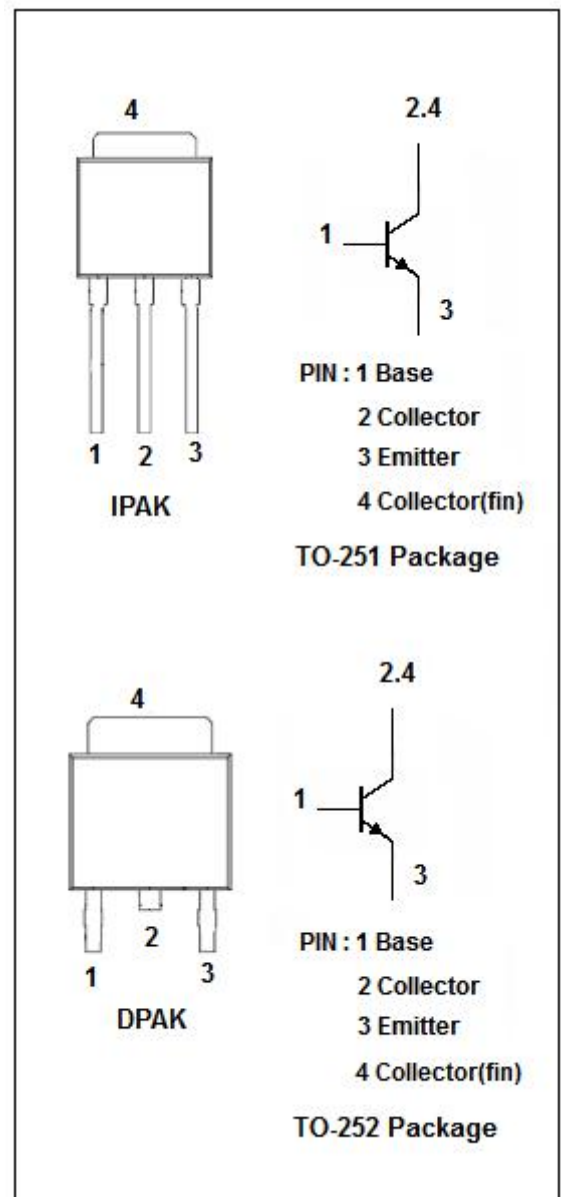 4
2.4
1
3
1 2 3
IPAK
PIN : 1 Base
2 Collector
3 Emitter
4 Collector(fin)
TO-251 Package
4
2.4
1
3
1 2 3
DPAK
PIN : 1 Base
2 Collector
3 Emitter
4 Collector(fin)
TO-252 Package